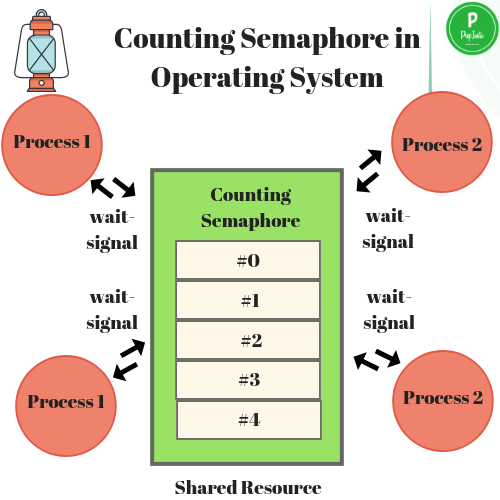 Counting Semaphore in
Operating System
P
Process 1
Process 2
Counting
Semaphore
wait-
signal
wait-
signal
#0
#1
#2
#3
#4
wait-
signal
wait-
signal
Process 1
Process 2
Shared Resource